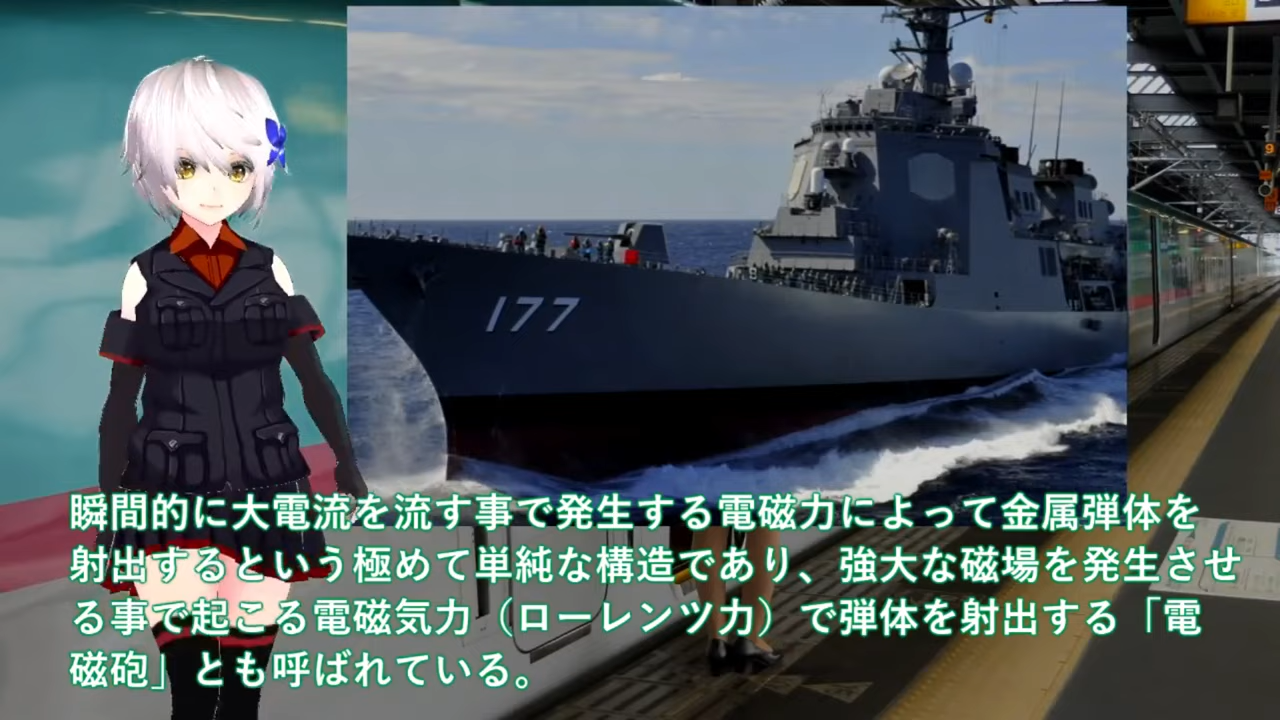 177
9
瞬間的に大電流を流す事で発生する電磁力によって金属弾体を
射出するという極めて単純な構造であり、強大な磁場を発生させ
る事で起こる電磁気力（ローレンツ力）で弾体を射出する「電
磁砲」とも呼ばれている。